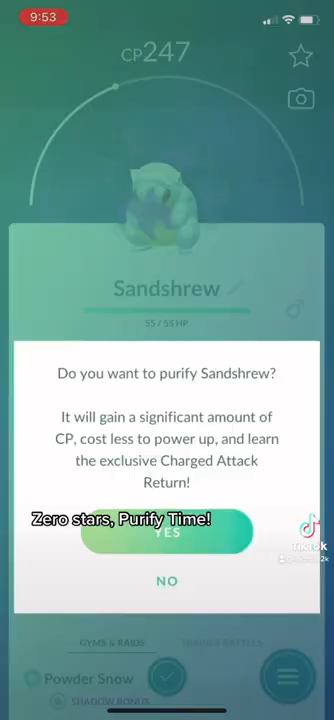 9:53
CP247
Sandshrew
55 / 55 HP
Do you want to purify Sandshrew?
It will gain a significant amount of
CP, cost less to power up, and learn
the exclusive Charged Attack
Return!
Zero stars, Purify Time!
YES
TikTok
NO
GYMS & RAIDS
TRAINER BATTLES
Powder Snow
SHADOW BONUS